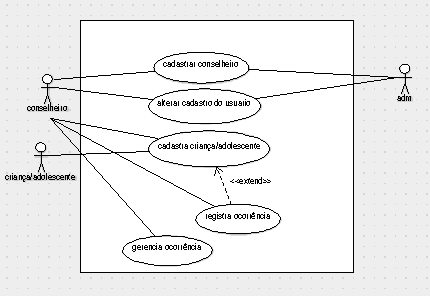 cadastrar conselheiro
conselheiro
alterar cadastro do usuario
adm
cadastra criança/adolescente
criança/adolescente
<<extend>>
registra ocorrência
gerencia ocorrência